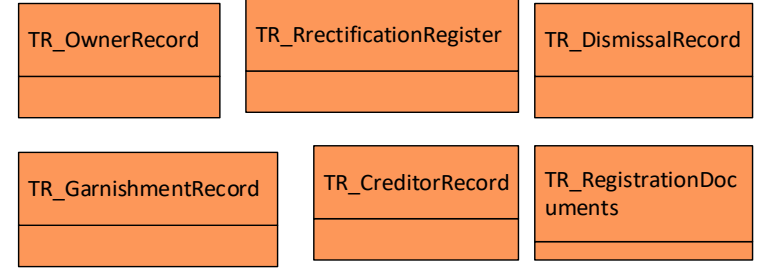 TR_OwnerRecord
TR_RrectificationRegister
TR_DismissalRecord
TR_GarnishmentRecord
TR_CreditorRecord
TR_RegistrationDoc
uments